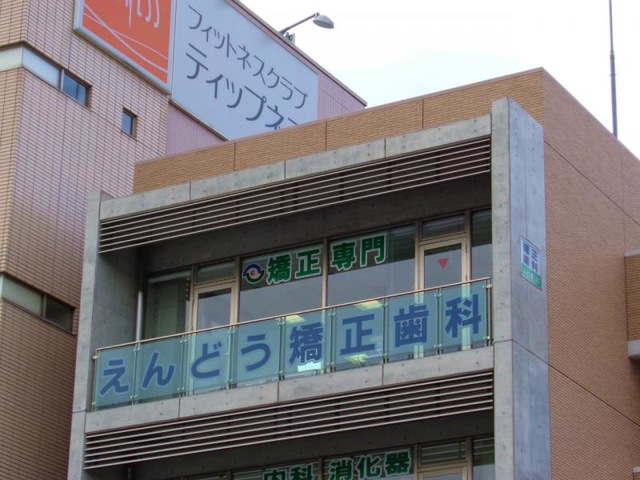 フィットネスクラブ
ティップネ
矯正専門
えんどう矯正歯科
内科 消化器